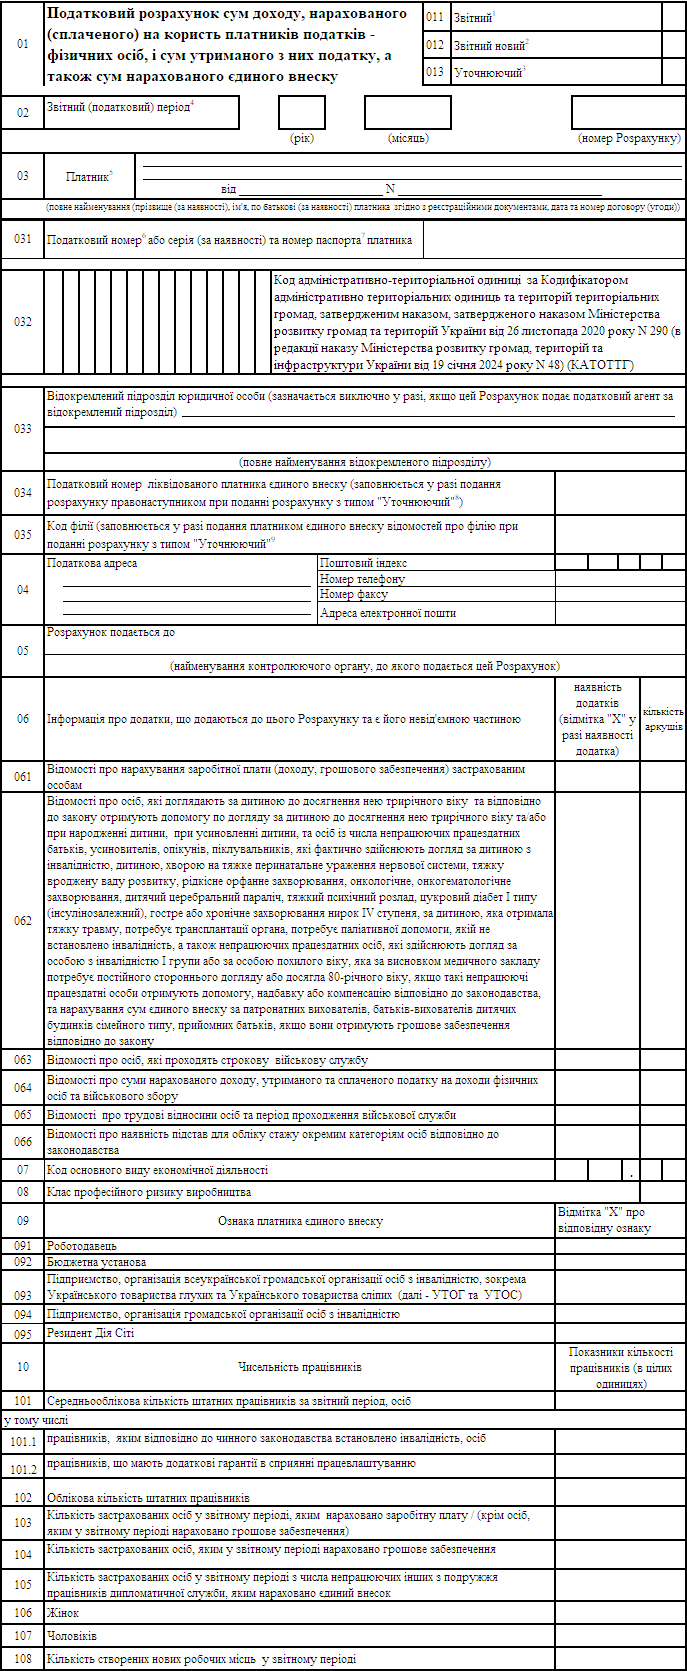 01
Податковий розрахунок сум доходу, нарахованого
(сплаченого) на користь платників податків -
фізичних осіб, і сум утриманого з них податку, а
також сум нарахованого єдиного внеску
011 Звітний1
012 Звітний новий2
013 Уточнюючий3
02 Звітний (податковий) період4
(рік) (місяць) (номер Розрахунку)
03 Платник5
від N
(повне найменування (прізвище (за наявності), ім'я, по батькові (за наявності) платника згідно з реєстраційними документами, дата та номер договору (угоди))
031 Податковий номер6 або серія (за наявності) та номер паспорта7 платника
032
Код адміністративно-територіальної одиниці за Кодифікатором
адміністративно територіальних одиниць та територій територіальних
громад, затвердженим наказом, затвердженого наказом Міністерства
розвитку громад та територій України від 26 листопада 2020 року N 290 (в
редакції наказу Міністерства розвитку громад, територій та
інфраструктури України від 19 січня 2024 року N 48) (КАТОТТГ)
033
Відокремлений підрозділ юридичної особи (зазначається виключно у разі, якщо цей Розрахунок подає податковий агент за
відокремлений підрозділ)
(повне найменування відокремленого підрозділу)
034 Податковий номер ліквідованого платника єдиного внеску (заповнюється у разі подання
розрахунку правонаступником при поданні розрахунку з типом "Уточнюючий"8)
035 Код філії (заповнюється у разі подання платником єдиного внеску відомостей про філію при
поданні розрахунку з типом "Уточнюючий"9
04 Податкова адреса
Поштовий індекс
Номер телефону
Номер факсу
Адреса електронної пошти
05 Розрахунок подається до
(найменування контролюючого органу, до якого подається цей Розрахунок)
06 Інформація про додатки, що додаються до цього Розрахунку та є його невід'ємною частиною
наявність
додатків
(відмітка "Х" у
разі наявності
додатка)
кількість
аркушів
061 Відомості про нарахування заробітної плати (доходу, грошового забезпечення) застрахованим
особам
062
Відомості про осіб, які доглядають за дитиною до досягнення нею трирічного віку та відповідно
до закону отримують допомогу по догляду за дитиною до досягнення нею трирічного віку та/або
при народженні дитини, при усиновленні дитини, та осіб із числа непрацюючих працездатних
батьків, усиновителів, опікунів, піклувальників, які фактично здійснюють догляд за дитиною з
інвалідністю, дитиною, хворою на тяжке перинатальне ураження нервової системи, тяжку
вроджену ваду розвитку, рідкісне орфанне захворювання, онкологічне, онкогематологічне
захворювання, дитячий церебральний параліч, тяжкий психічний розлад, цукровий діабет I типу
(інсулінозалежний), гостре або хронічне захворювання нирок IV ступеня, за дитиною, яка отримала
тяжку травму, потребує трансплантації органа, потребує паліативної допомоги, якій не
встановлено інвалідність, а також непрацюючих працездатних осіб, які здійснюють догляд за
особою з інвалідністю I групи або за особою похилого віку, яка за висновком медичного закладу
потребує постійного стороннього догляду або досягла 80-річного віку, якщо такі непрацюючі
працездатні особи отримують допомогу, надбавку або компенсацію відповідно до законодавства,
та нарахування сум єдиного внеску за патронатних вихователів, батьків-вихователів дитячих
будинків сімейного типу, прийомних батьків, якщо вони отримують грошове забезпечення
відповідно до закону
063 Відомості про осіб, які проходять строкову військову службу
064 Відомості про суми нарахованого доходу, утриманого та сплаченого податку на доходи фізичних
осіб та військового збору
065 Відомості про трудові відносини осіб та період проходження військової служби
066 Відомості про наявність підстав для обліку стажу окремим категоріям осіб відповідно до
законодавства
07 Код основного виду економічної діяльності .
08 Клас професійного ризику виробництва
09 Ознака платника єдиного внеску
Відмітка "Х" про
відповідну ознаку
091 Роботодавець
092 Бюджетна установа
093 Підприємство, організація всеукраїнської громадської організації осіб з інвалідністю, зокрема
Українського товариства глухих та Українського товариства сліпих (далі - УТОГ та УТОС)
094 Підприємство, організація громадської організації осіб з інвалідністю
095 Резидент Дія Сіті
10 Чисельність працівників
Показники кількості
працівників (в цілих
одиницях)
101 Середньооблікова кількість штатних працівників за звітний період, осіб
у тому числі
101.1 працівників, яким відповідно до чинного законодавства встановлено інвалідність, осіб
101.2 працівників, що мають додаткові гарантії в сприянні працевлаштуванню
102 Облікова кількість штатних працівників
103 Кількість застрахованих осіб у звітному періоді, яким нараховано заробітну плату / (крім осіб,
яким у звітному періоді нараховано грошове забезпечення)
104 Кількість застрахованих осіб, яким у звітному періоді нараховано грошове забезпечення
105 Кількість застрахованих осіб у звітному періоді з числа непрацюючих інших з подружжя
працівників дипломатичної служби, яким нараховано єдиний внесок
106 Жінок
107 Чоловіків
108 Кількість створених нових робочих місць у звітному періоді